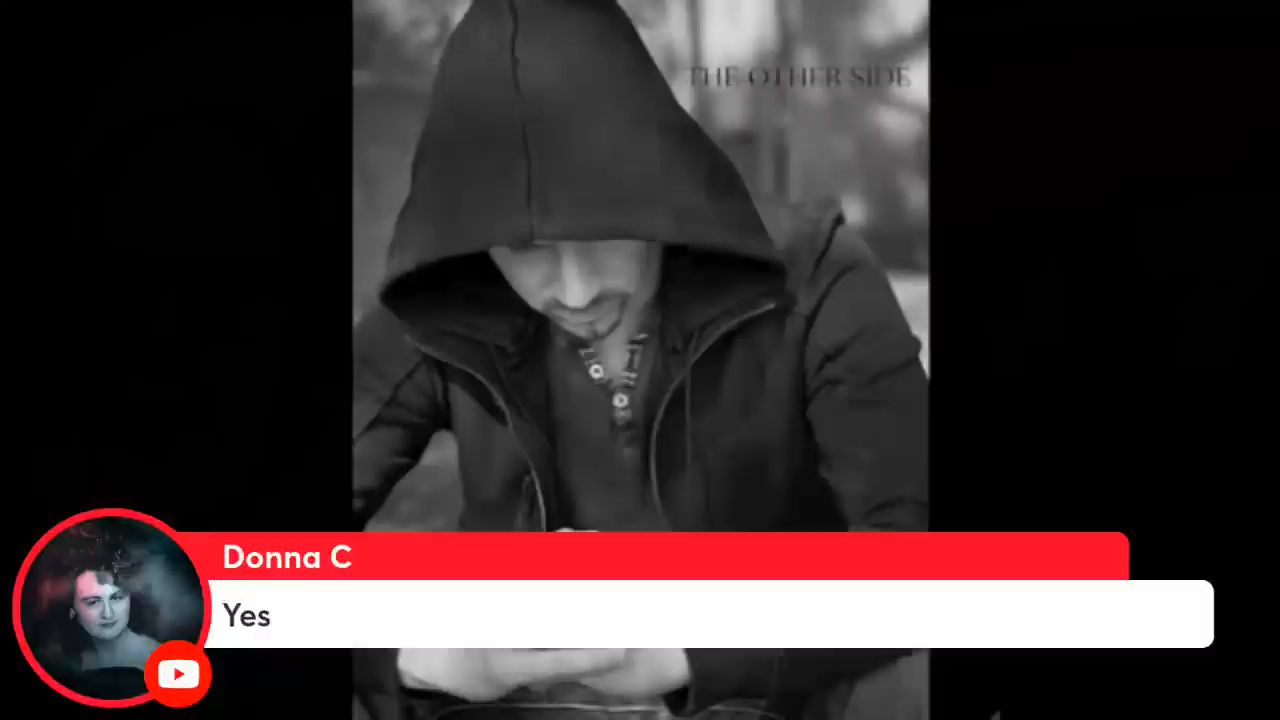 THE OTHER SIDE
Donna C
Yes